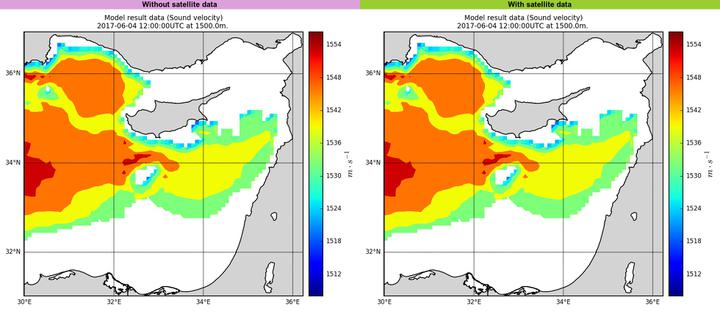 Without satellite data
With satellite data
Model result data (Sound velocity)
2017-06-04 12:00:00UTC at 1500.0m.
36°N
34°N
32°N
30°E
32°E
34°E
36°E
1554
1548
1542
1536
1530
1524
1518
1512
m · s⁻¹
Model result data (Sound velocity)
2017-06-04 12:00:00UTC at 1500.0m.
36°N
34°N
32°N
30°E
32°E
34°E
36°E
1554
1548
1542
1536
1530
1524
1518
1512
m · s⁻¹